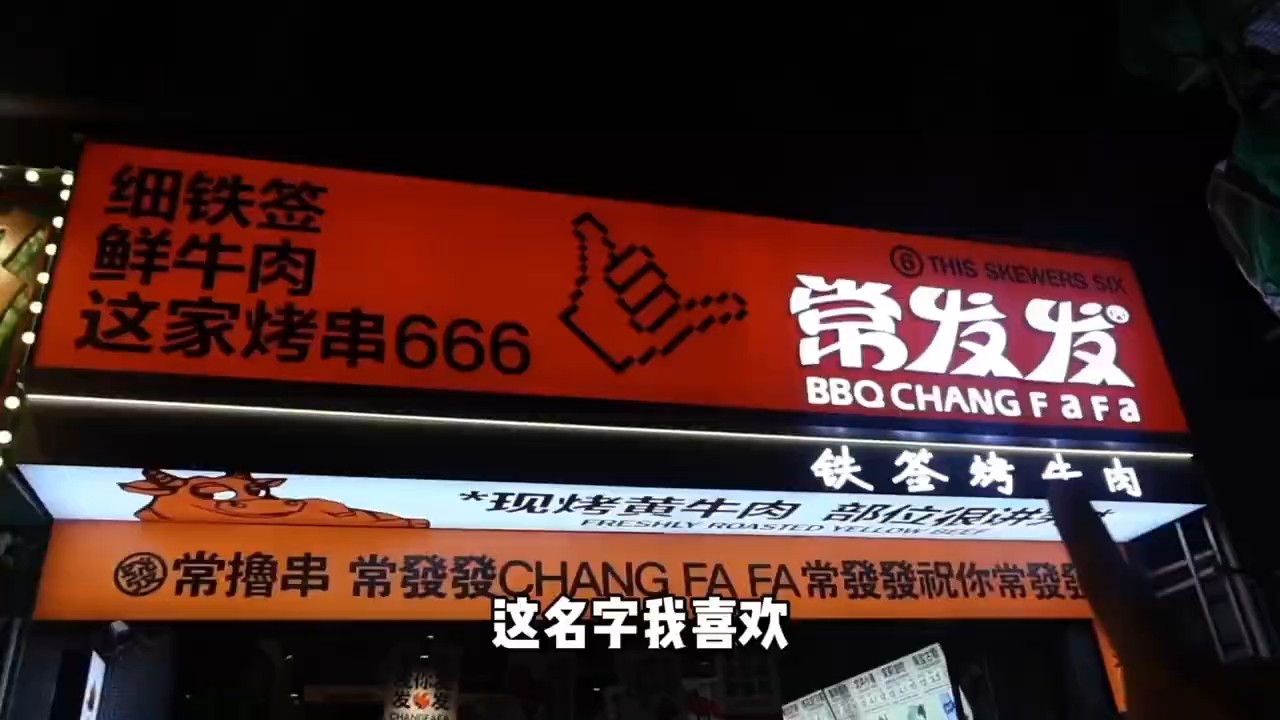 细铁签
鲜牛肉
这家烤串666
6 THIS SKEWERS SIX
常发发®
BBQ CHANG FaFa
铁签烤牛肉
*现烤黄牛肉 部位很讲究*
FRESHLY ROASTED YELLOW BEEF
常撸串 常發發CHANG FA FA常發發祝你常發發
这名字我喜欢
CHANGFAFA